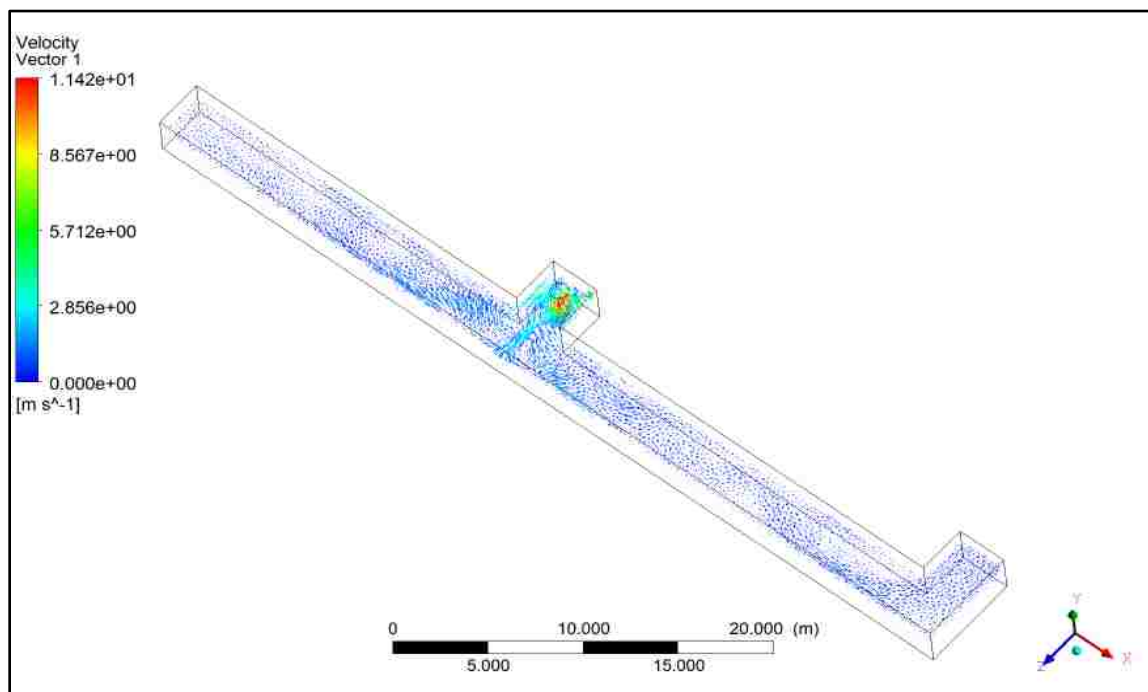 Velocity
Vector 1
1.142e+01
8.567e+00
5.712e+00
2.856e+00
0.000e+00
[m s^-1]
0 10.000 20.000 (m)
5.000 15.000
Y
Z
X